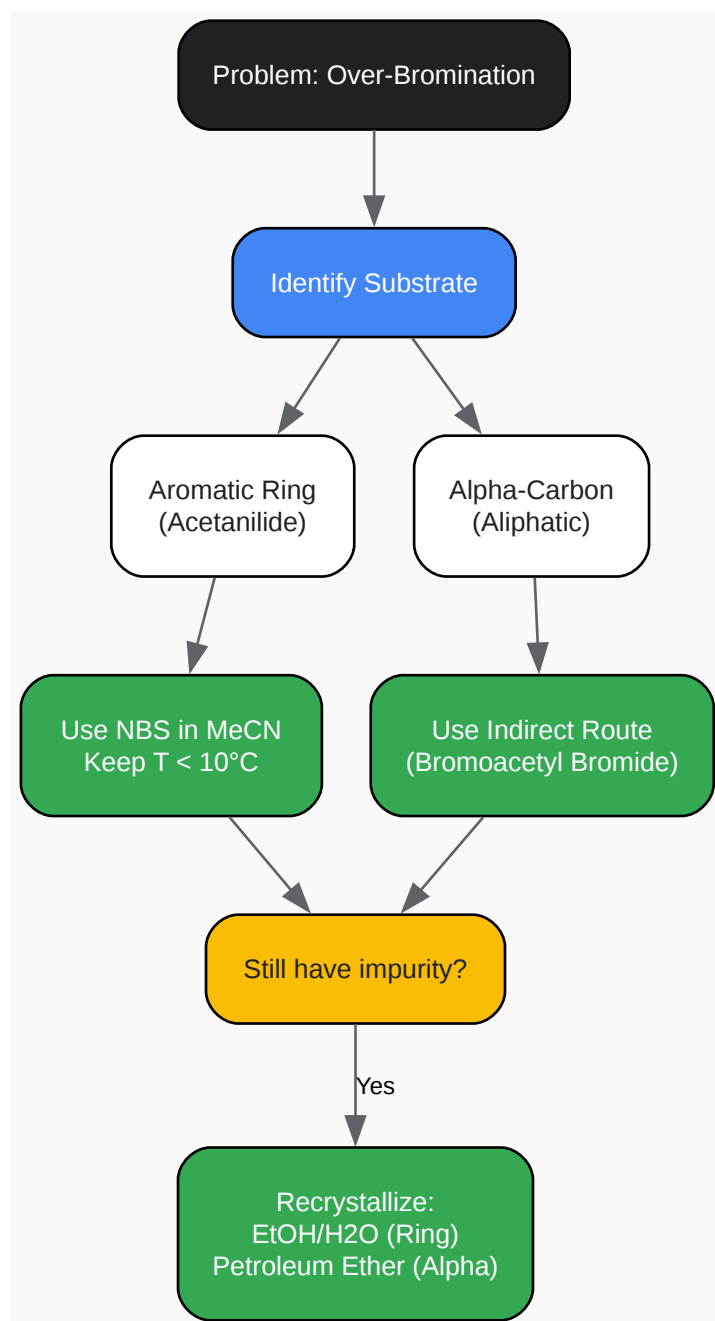 Problem: Over-Bromination
Identify Substrate
Aromatic Ring
(Acetanilide)
Alpha-Carbon
(Aliphatic)
Use NBS in MeCN
Keep T < 10°C
Use Indirect Route
(Bromoacetyl Bromide)
Still have impurity?
Yes
Recrystallize:
EtOH/H2O (Ring)
Petroleum Ether (Alpha)